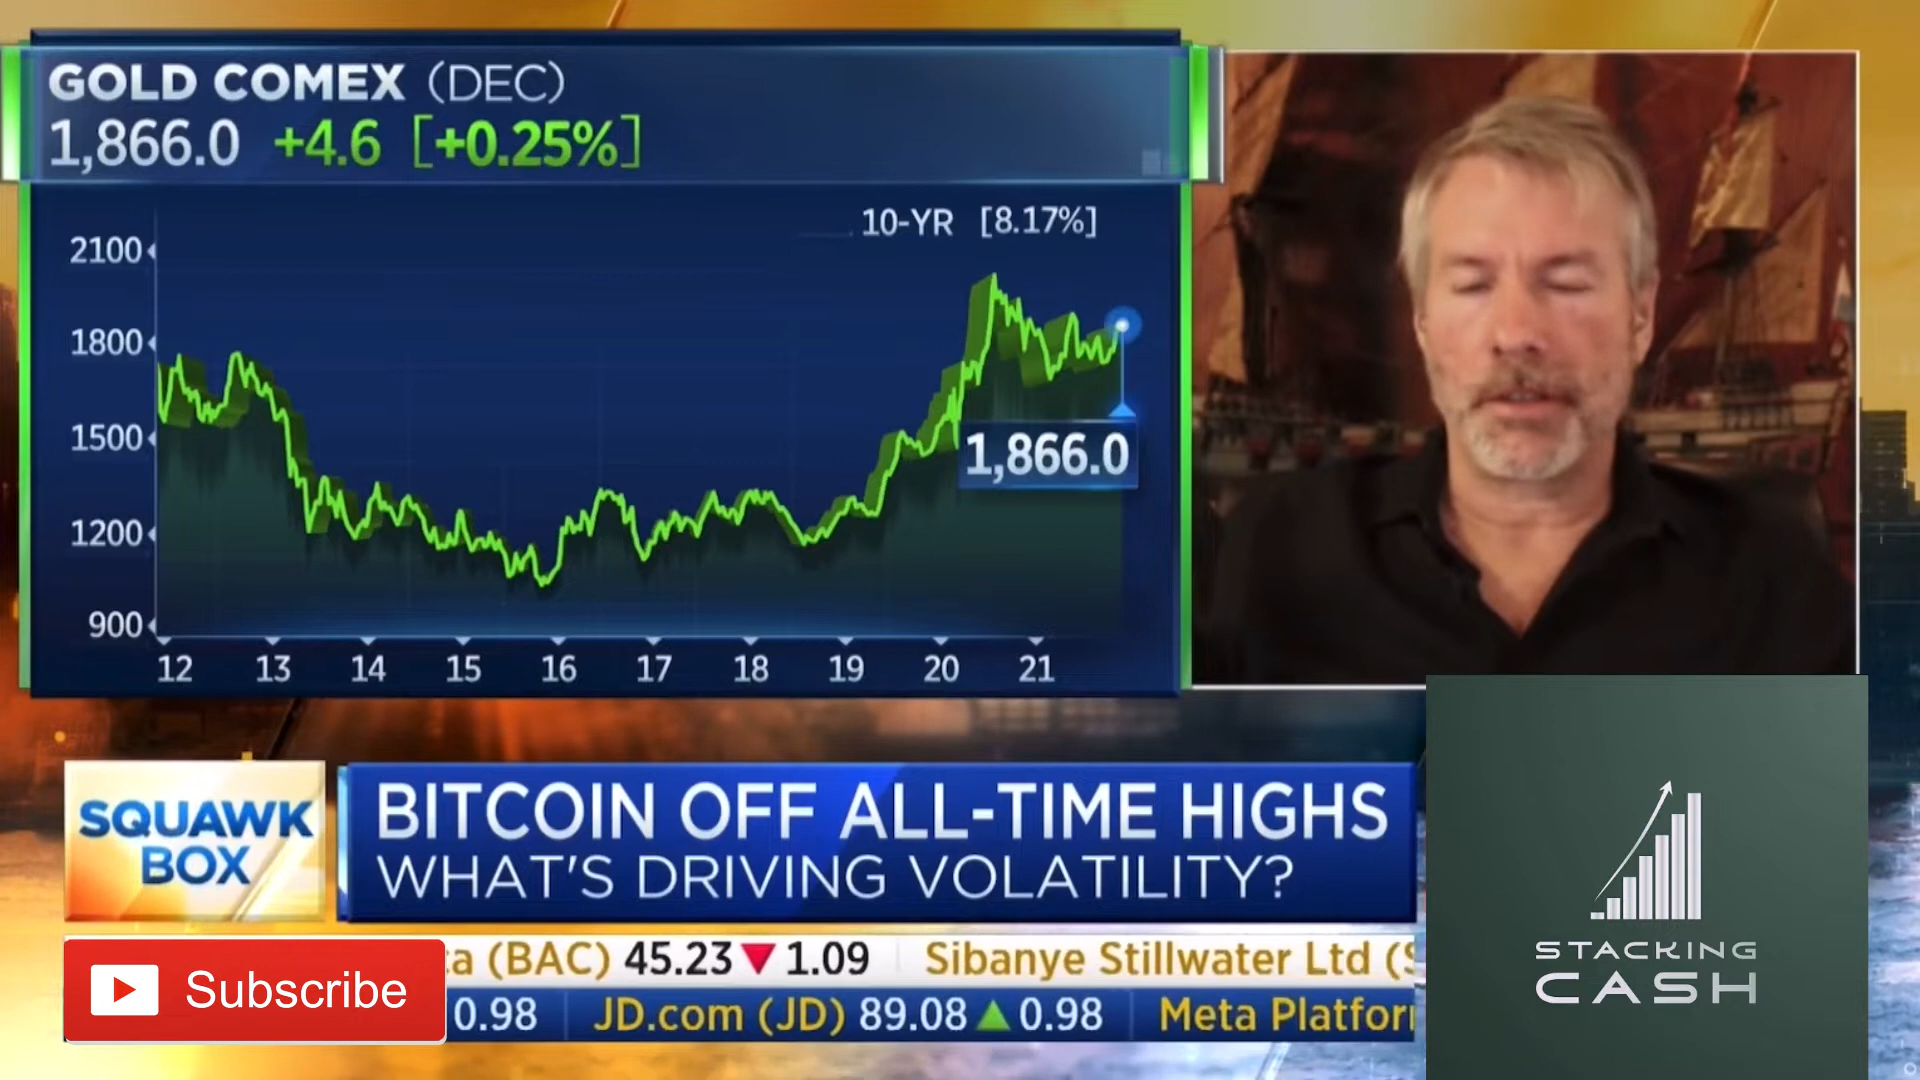 GOLD COMEX (DEC)
1,866.0 +4.6 [+0.25%]
10-YR [8.17%]
2100
1800
1500
1200
900
1,866.0
12 13 14 15 16 17 18 19 20 21
SQUAWK
BOX
BITCOIN OFF ALL-TIME HIGHS
WHAT'S DRIVING VOLATILITY?
Subscribe
ca (BAC) 45.23 ▼ 1.09 Sibanye Stillwater Ltd (S
0.98 JD.com (JD) 89.08 ▲ 0.98 Meta Platfor
STACKING
CASH